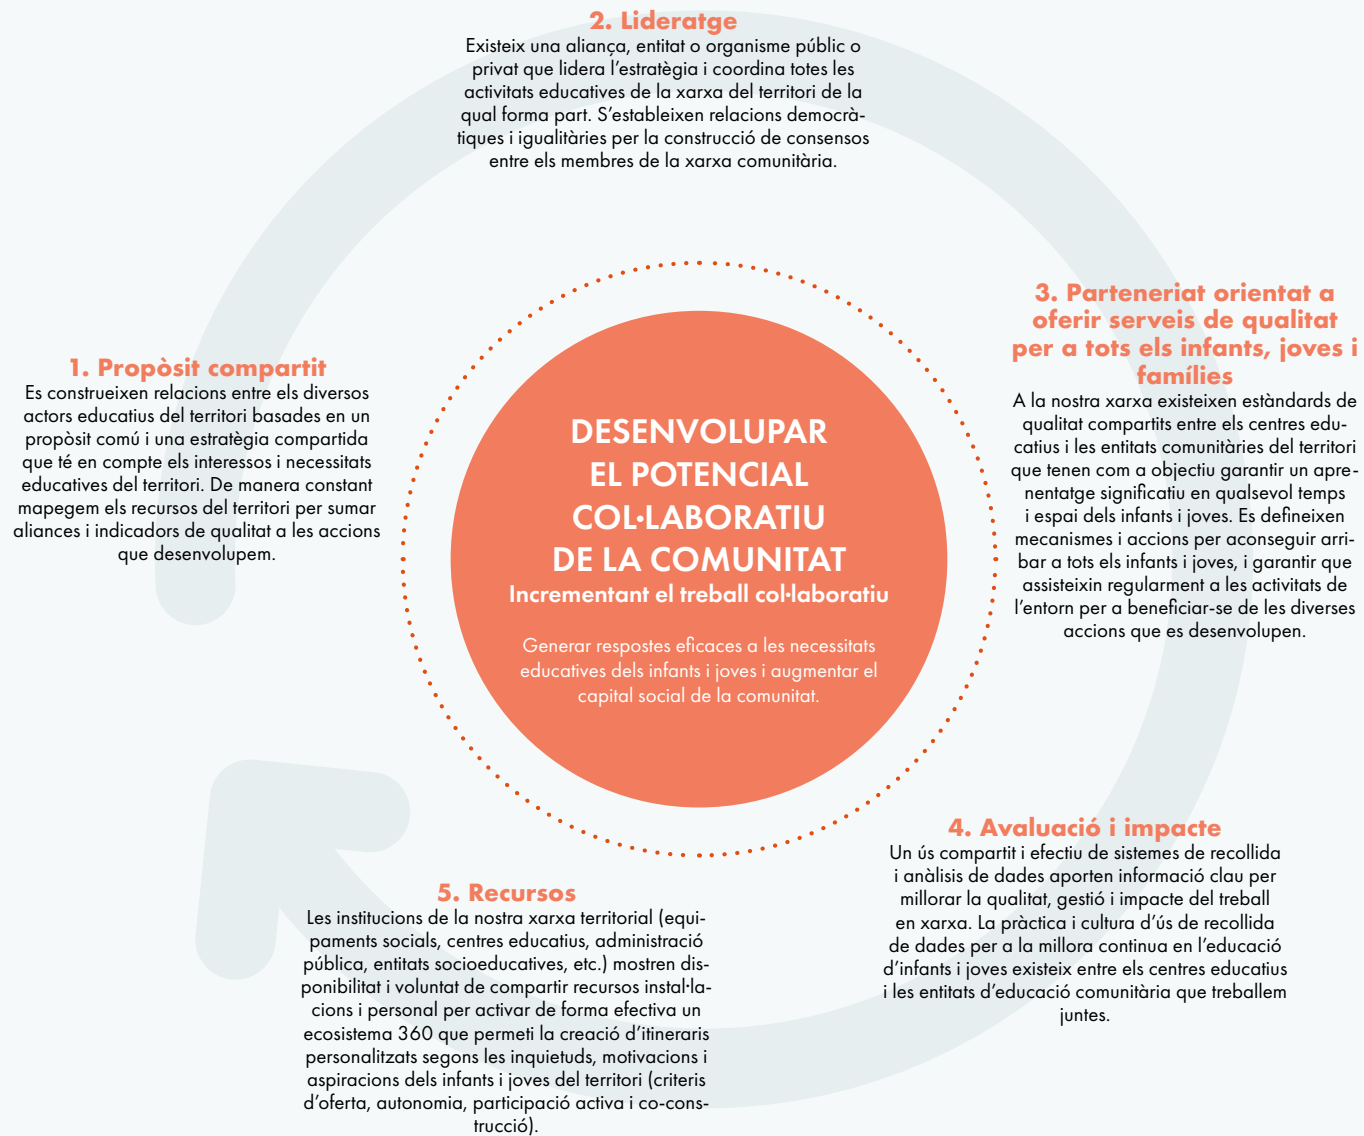 2. Lideratge
Existeix una aliança, entitat o organisme públic o
privat que lidera l’estratègia i coordina totes les
activitats educatives de la xarxa del territori de la
qual forma part. S’estableixen relacions democrà-
tiques i igualitàries per la construcció de consensos
entre els membres de la xarxa comunitària.
1. Propòsit compartit
Es construeixen relacions entre els diversos
actors educatius del territori basades en un
propòsit comú i una estratègia compartida
que té en compte els interessos i necessitats
educatives del territori. De manera constant
mapegem els recursos del territori per sumar
aliances i indicadors de qualitat a les accions
que desenvolupem.
DESENVOLUPAR
EL POTENCIAL
COL·LABORATIU
DE LA COMUNITAT
Incrementant el treball col·laboratiu
Generar respostes eficaces a les necessitats
educatives dels infants i joves i augmentar el
capital social de la comunitat.
3. Parteneriat orientat a
oferir serveis de qualitat
per a tots els infants, joves i
famílies
A la nostra xarxa existeixen estàndards de
qualitat compartits entre els centres edu-
catius i les entitats comunitàries del territori
que tenen com a objectiu garantir un apre-
nentatge significatiu en qualsevol temps
i espai dels infants i joves. Es defineixen
mecanismes i accions per aconseguir arri-
bar a tots els infants i joves, i garantir que
assisteixin regularment a les activitats de
l’entorn per a beneficiar-se de les diverses
accions que es desenvolupen.
4. Avaluació i impacte
Un ús compartit i efectiu de sistemes de recollida
i anàlisis de dades aporten informació clau per
millorar la qualitat, gestió i impacte del treball
en xarxa. La pràctica i cultura d’ús de recollida
de dades per a la millora continua en l’educació
d’infants i joves existeix entre els centres educatius
i les entitats d’educació comunitària que treballem
juntes.
5. Recursos
Les institucions de la nostra xarxa territorial (equi-
paments socials, centres educatius, administració
pública, entitats socioeducatives, etc.) mostren dis-
ponibilitat i voluntat de compartir recursos instal·la-
cions i personal per activar de forma efectiva un
ecosistema 360 que permeti la creació d’itineraris
personalitzats segons les inquietuds, motivacions i
aspiracions dels infants i joves del territori (criteris
d’oferta, autonomia, participació activa i co-cons-
trucció).